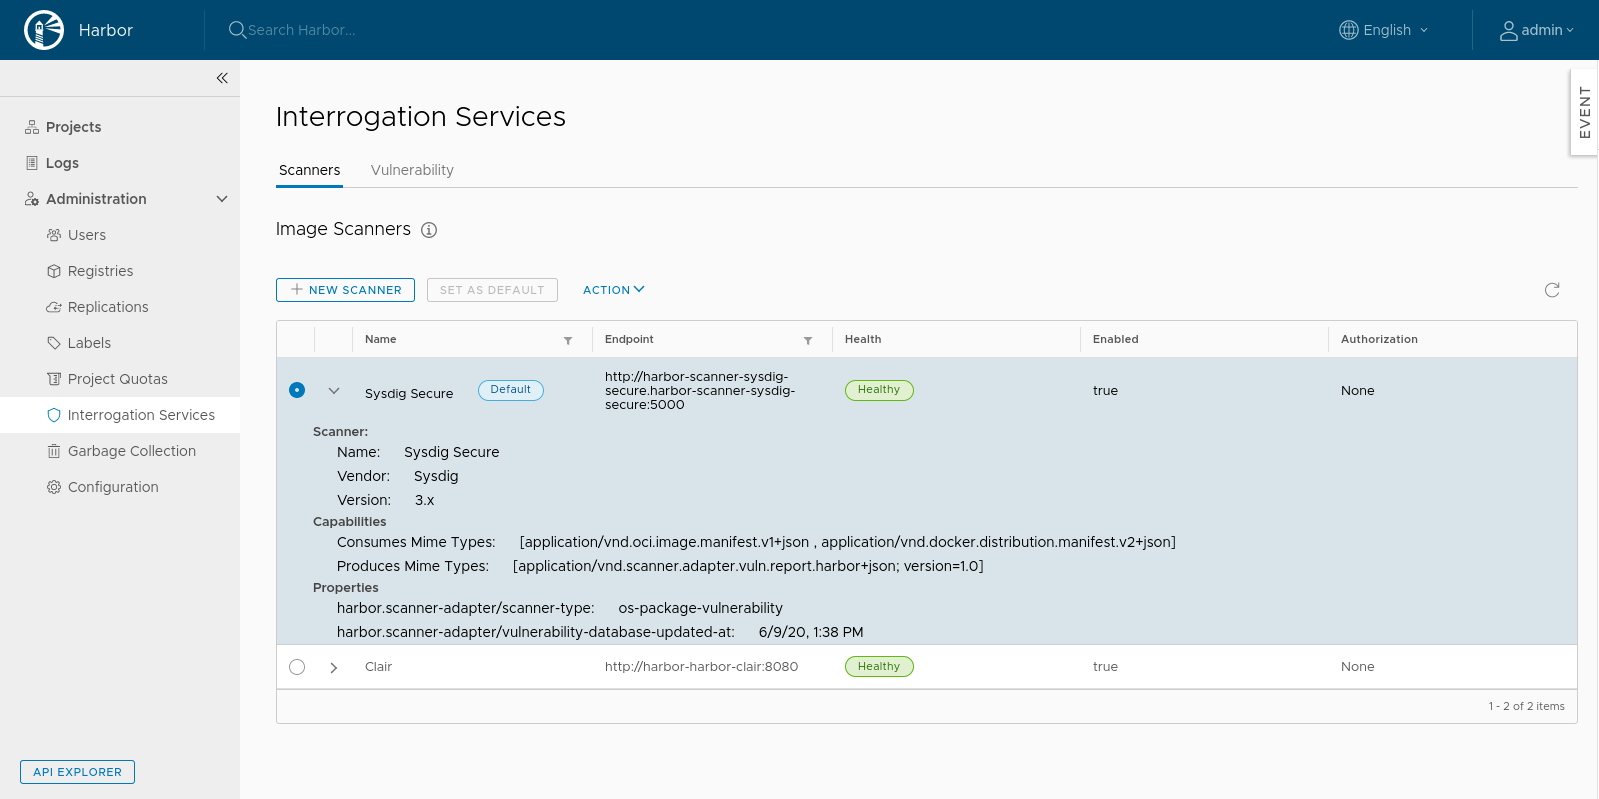 Harbor
Search Harbor...
English
admin
EVENT
Projects
Logs
Administration
Users
Registries
Replications
Labels
Project Quotas
Interrogation Services
Garbage Collection
Configuration
API EXPLORER
Interrogation Services
Scanners Vulnerability
Image Scanners
NEW SCANNER SET AS DEFAULT ACTION
Name Endpoint Health Enabled Authorization
Sysdig Secure Default http://harbor-scanner-sysdig-
secure.harbor-scanner-sysdig-
secure:5000 Healthy true None
Scanner:
Name: Sysdig Secure
Vendor: Sysdig
Version: 3.x
Capabilities
Consumes Mime Types: [application/vnd.oci.image.manifest.v1+json , application/vnd.docker.distribution.manifest.v2+json]
Produces Mime Types: [application/vnd.scanner.adapter.vuln.report.harbor+json; version=1.0]
Properties
harbor.scanner-adapter/scanner-type: os-package-vulnerability
harbor.scanner-adapter/vulnerability-database-updated-at: 6/9/20, 1:38 PM
Clair http://harbor-harbor-clair:8080 Healthy true None
1 - 2 of 2 items